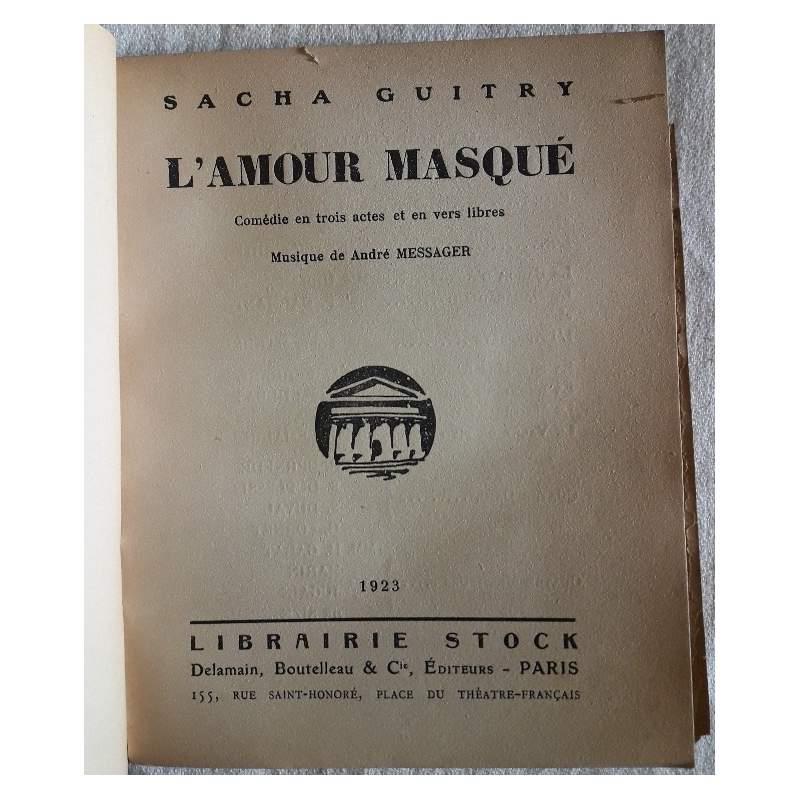 SACHA GUITRY
L'AMOUR MASQUÉ
Comédie en trois actes et en vers libres
Musique de André MESSAGER
1923
LIBRAIRIE STOCK
Delamain, Boutelleau & Cie, ÉDITEURS - PARIS
155, RUE SAINT-HONORÉ, PLACE DU THÉATRE-FRANÇAIS